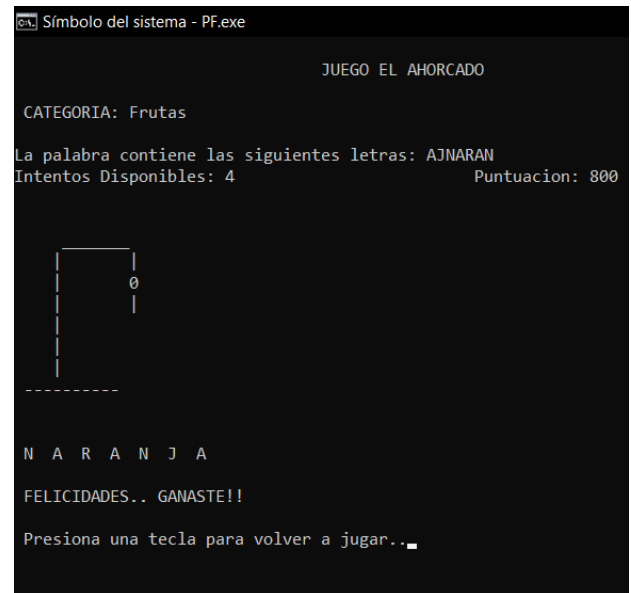 Símbolo del sistema - PF.exe
JUEGO EL AHORCADO
CATEGORIA: Frutas
La palabra contiene las siguientes letras: AJNARAN
Intentos Disponibles: 4 Puntuacion: 800
0
N A R A N J A
FELICIDADES.. GANASTE!!
Presiona una tecla para volver a jugar..